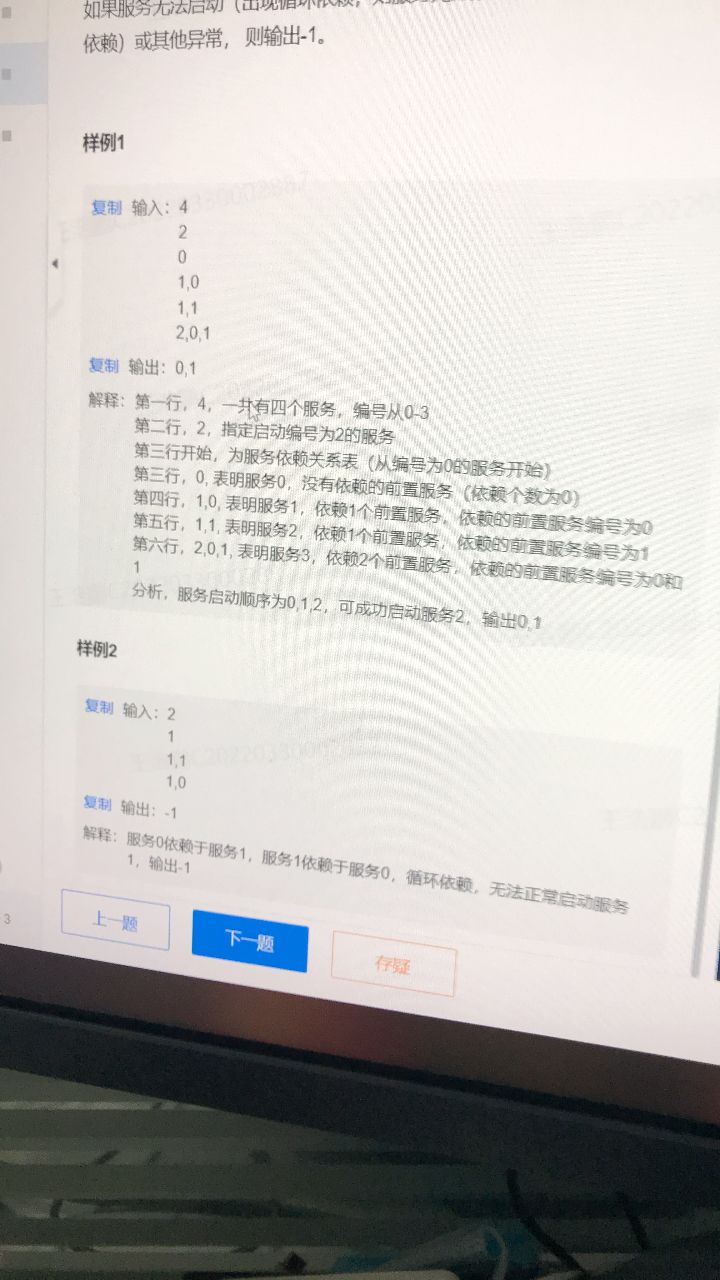 如果服务无法启动（出现循环依赖，
依赖）或其他异常， 则输出-1。
样例1
复制 输入：4
2
0
1,0
1,1
2,0,1
复制 输出：0,1
解释：第一行，4，一共有四个服务，编号从0-3
第二行，2，指定启动编号为2的服务
第三行开始，为服务依赖关系表（从编号为0的服务开始）
第三行，0, 表明服务0，没有依赖的前置服务（依赖个数为0）
第四行，1,0, 表明服务1，依赖1个前置服务，依赖的前置服务编号为0
第五行，1,1, 表明服务2，依赖1个前置服务，依赖的前置服务编号为1
第六行，2,0,1, 表明服务3，依赖2个前置服务，依赖的前置服务编号为0和
1
分析，服务启动顺序为0,1,2，可成功启动服务2，输出0,1
样例2
复制 输入：2
1
1,1
1,0
复制 输出：-1
解释：服务0依赖于服务1，服务1依赖于服务0，循环依赖，无法正常启动服务
1，输出-1
上一题 下一题 存疑
3